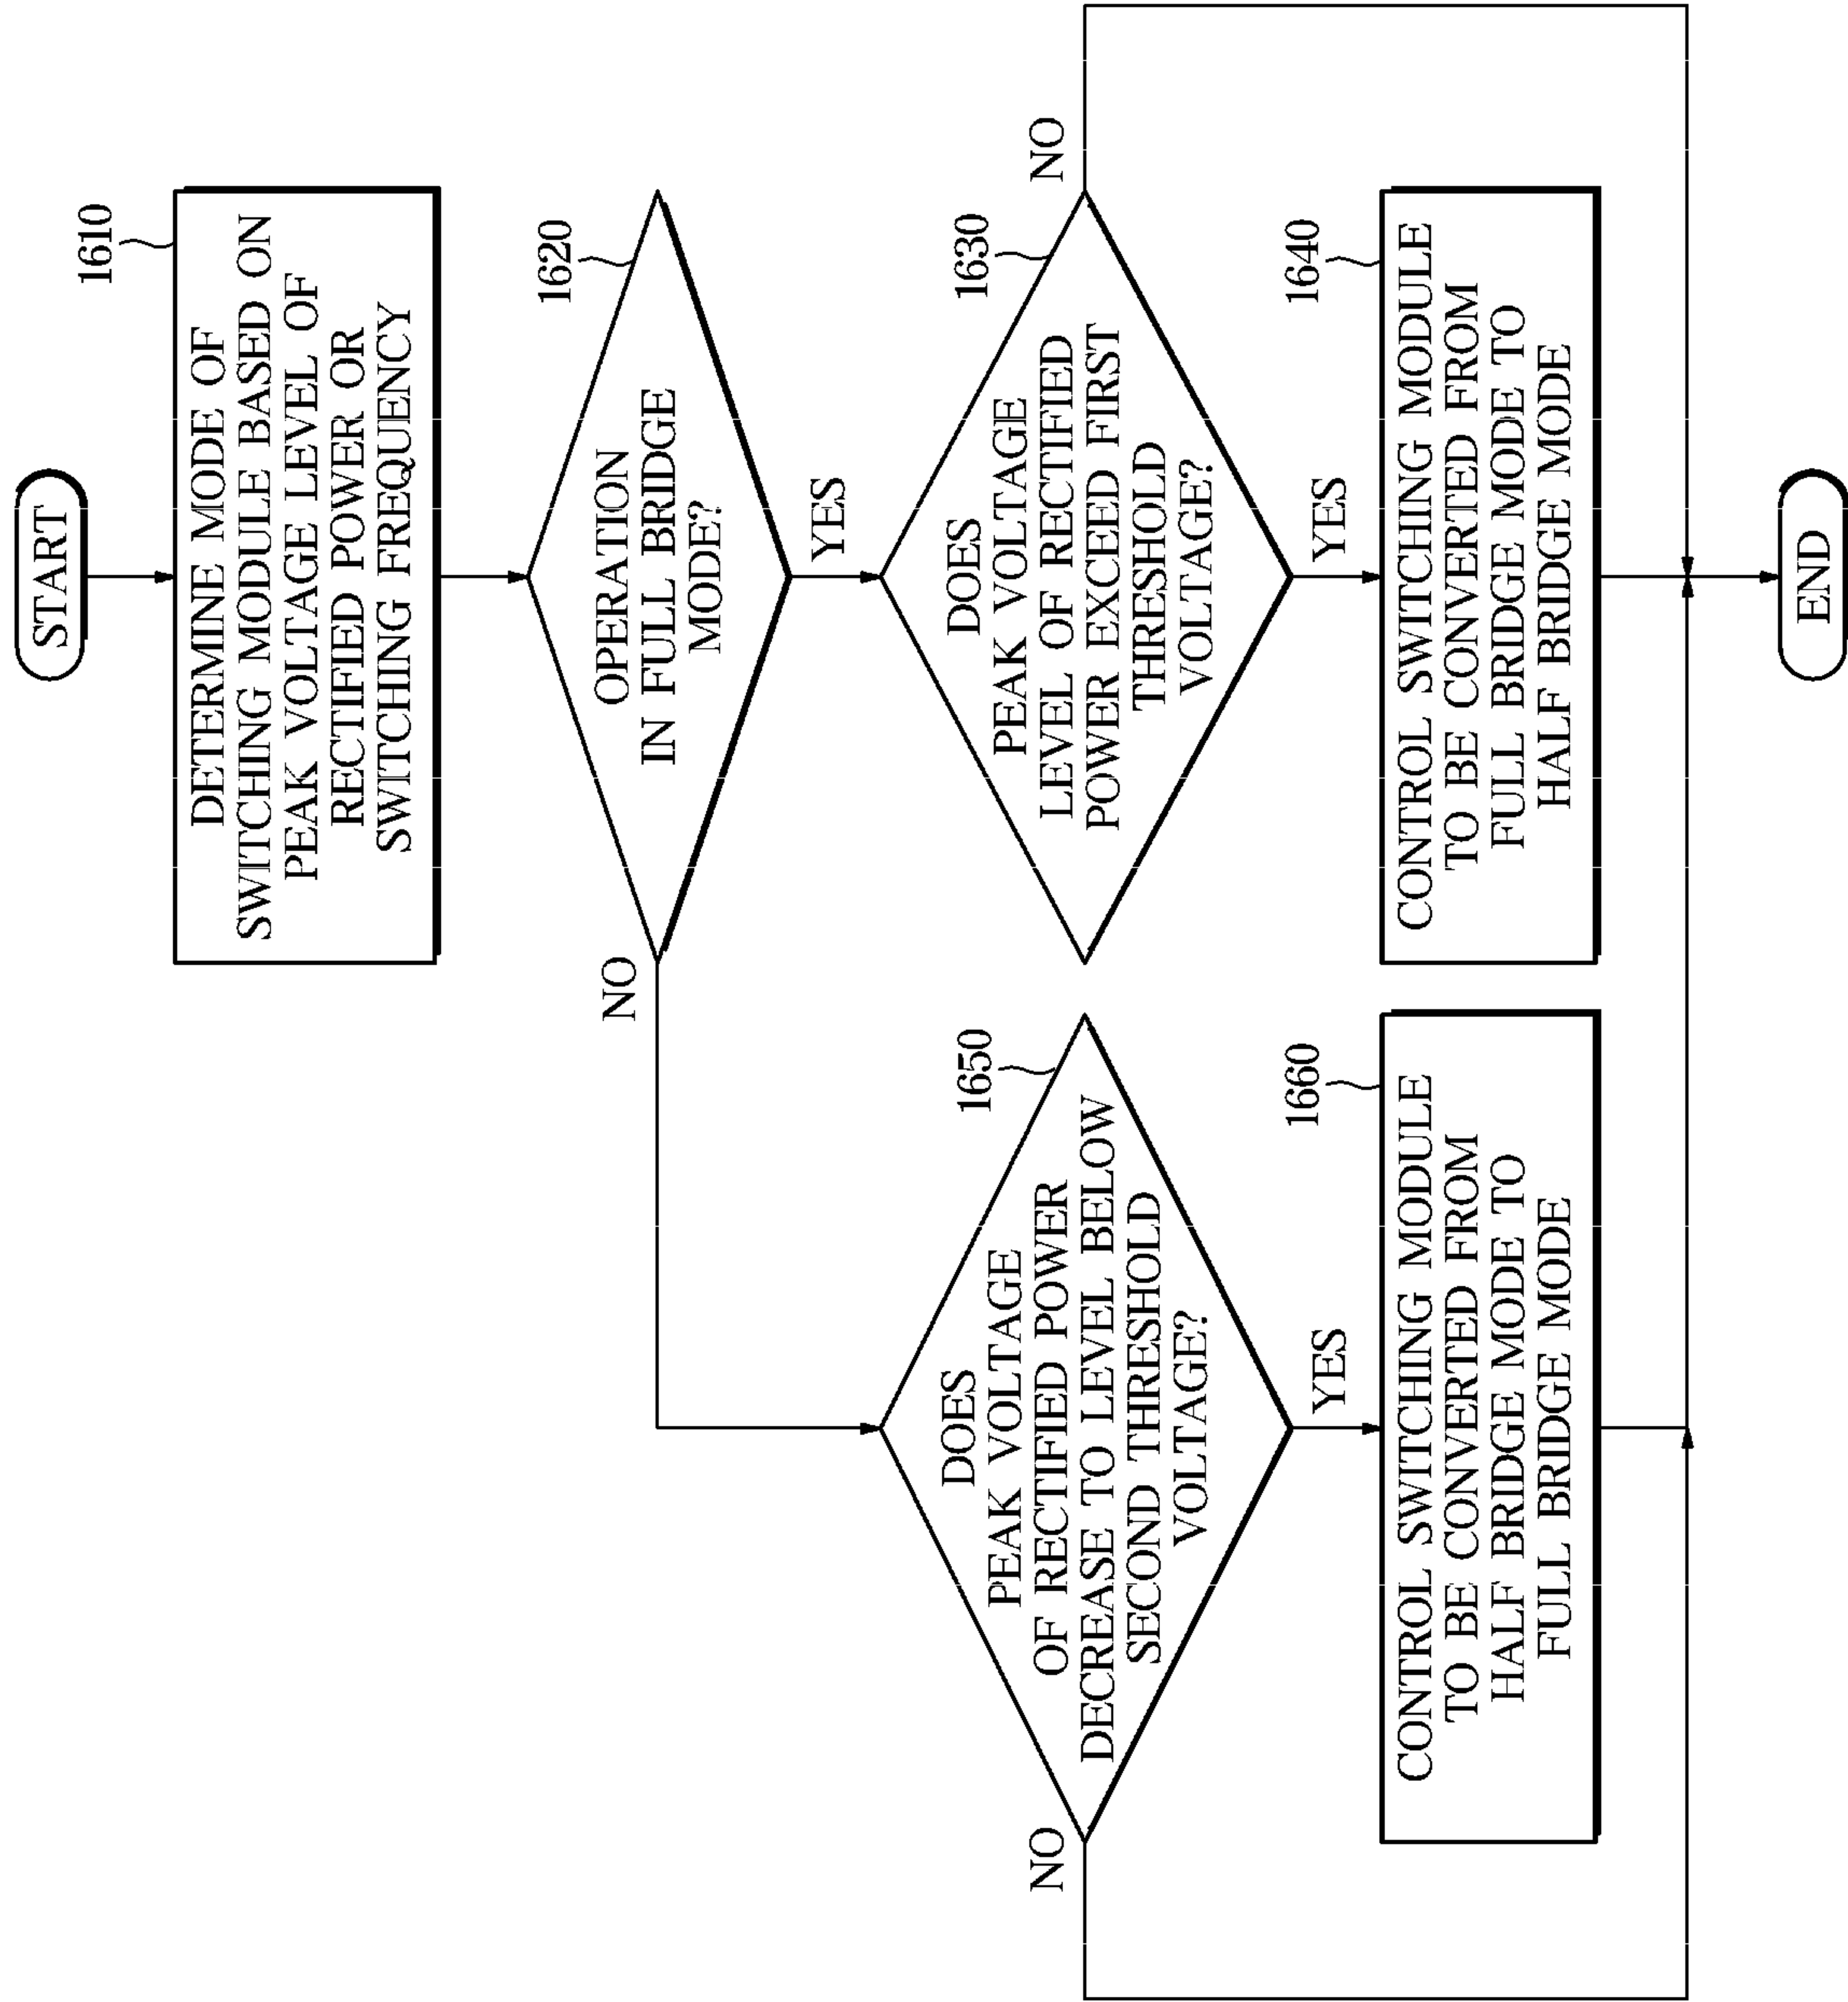 START
1610
DETERMINE MODE OF
SWITCHING MODULE BASED ON
PEAK VOLTAGE LEVEL OF
RECTIFIED POWER OR
SWITCHING FREQUENCY
1620
OPERATION
IN FULL BRIDGE
MODE?
NO
YES
1630
DOES
PEAK VOLTAGE
LEVEL OF RECTIFIED
POWER EXCEED FIRST
THRESHOLD
VOLTAGE?
NO
YES
1640
CONTROL SWITCHING MODULE
TO BE CONVERTED FROM
FULL BRIDGE MODE TO
HALF BRIDGE MODE
1650
DOES
PEAK VOLTAGE
OF RECTIFIED POWER
DECREASE TO LEVEL BELOW
SECOND THRESHOLD
VOLTAGE?
NO
YES
1660
CONTROL SWITCHING MODULE
TO BE CONVERTED FROM
HALF BRIDGE MODE TO
FULL BRIDGE MODE
END